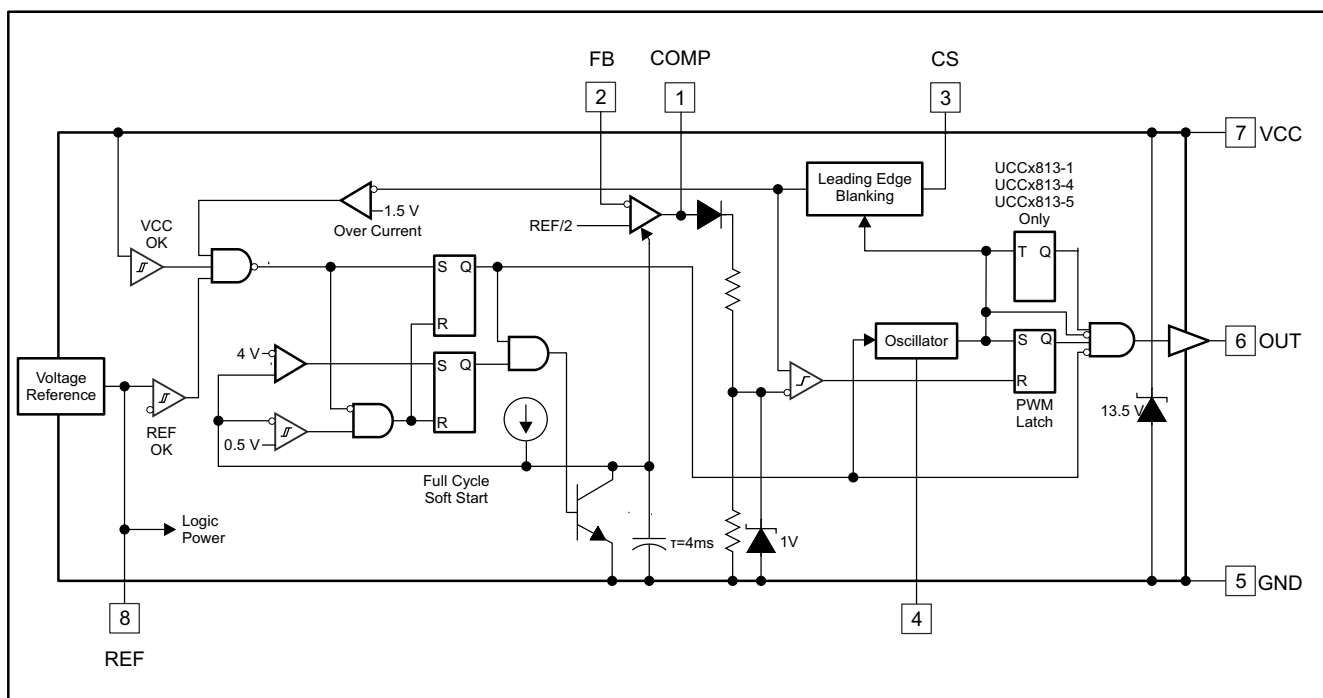 FB
COMP
CS
2
1
3
7
VCC
UCCx813-1
UCCx813-4
UCCx813-5
Only
Leading Edge
Blanking
1.5 V
Over Current
REF/2
VCC
OK
T
Q
S
Q
R
4 V
S
Q
R
0.5 V
Voltage
Reference
REF
OK
Oscillator
S
Q
R
PWM
Latch
6
OUT
13.5 V
Full Cycle
Soft Start
Logic
Power
τ=4ms
1V
5
GND
8
4
REF